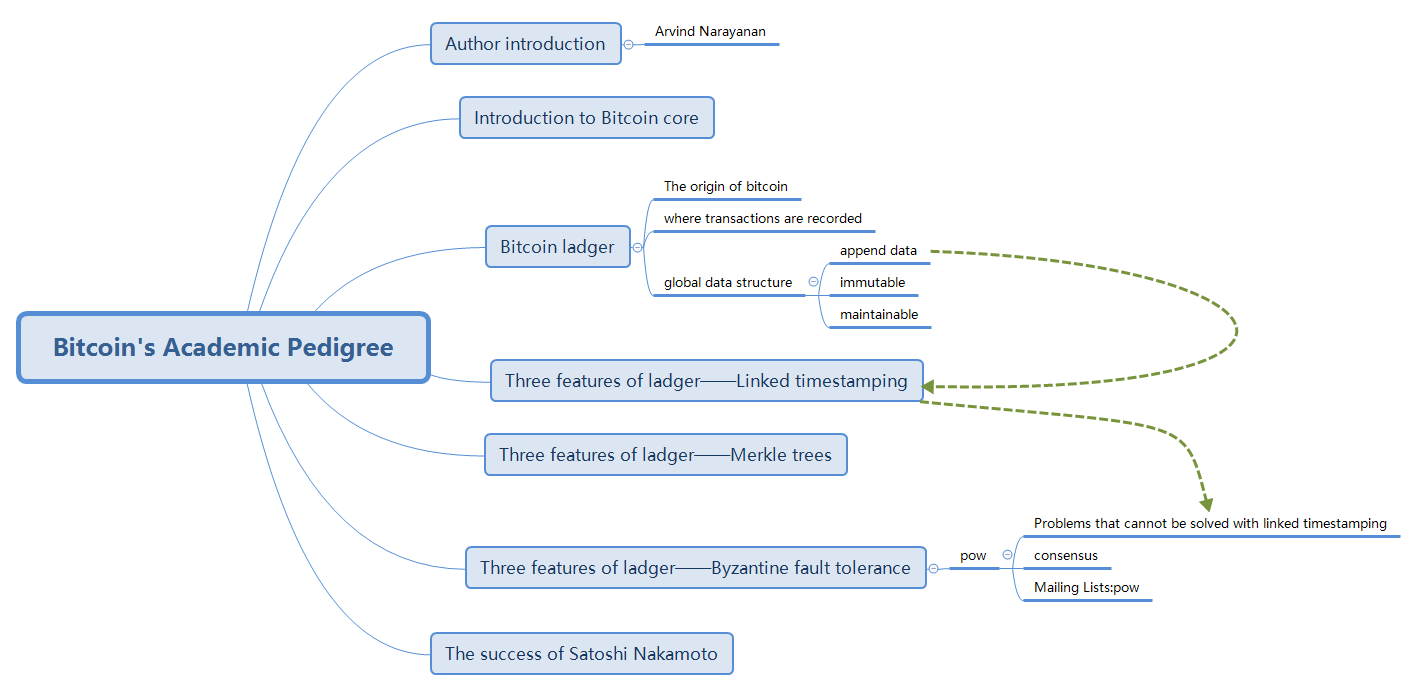 Author introduction
Arvind Narayanan
Introduction to Bitcoin core
Bitcoin ladger
The origin of bitcoin
where transactions are recorded
global data structure
append data
immutable
maintainable
Bitcoin's Academic Pedigree
Three features of ladger——Linked timestamping
Three features of ladger——Merkle trees
Three features of ladger——Byzantine fault tolerance
pow
Problems that cannot be solved with linked timestamping
consensus
Mailing Lists:pow
The success of Satoshi Nakamoto